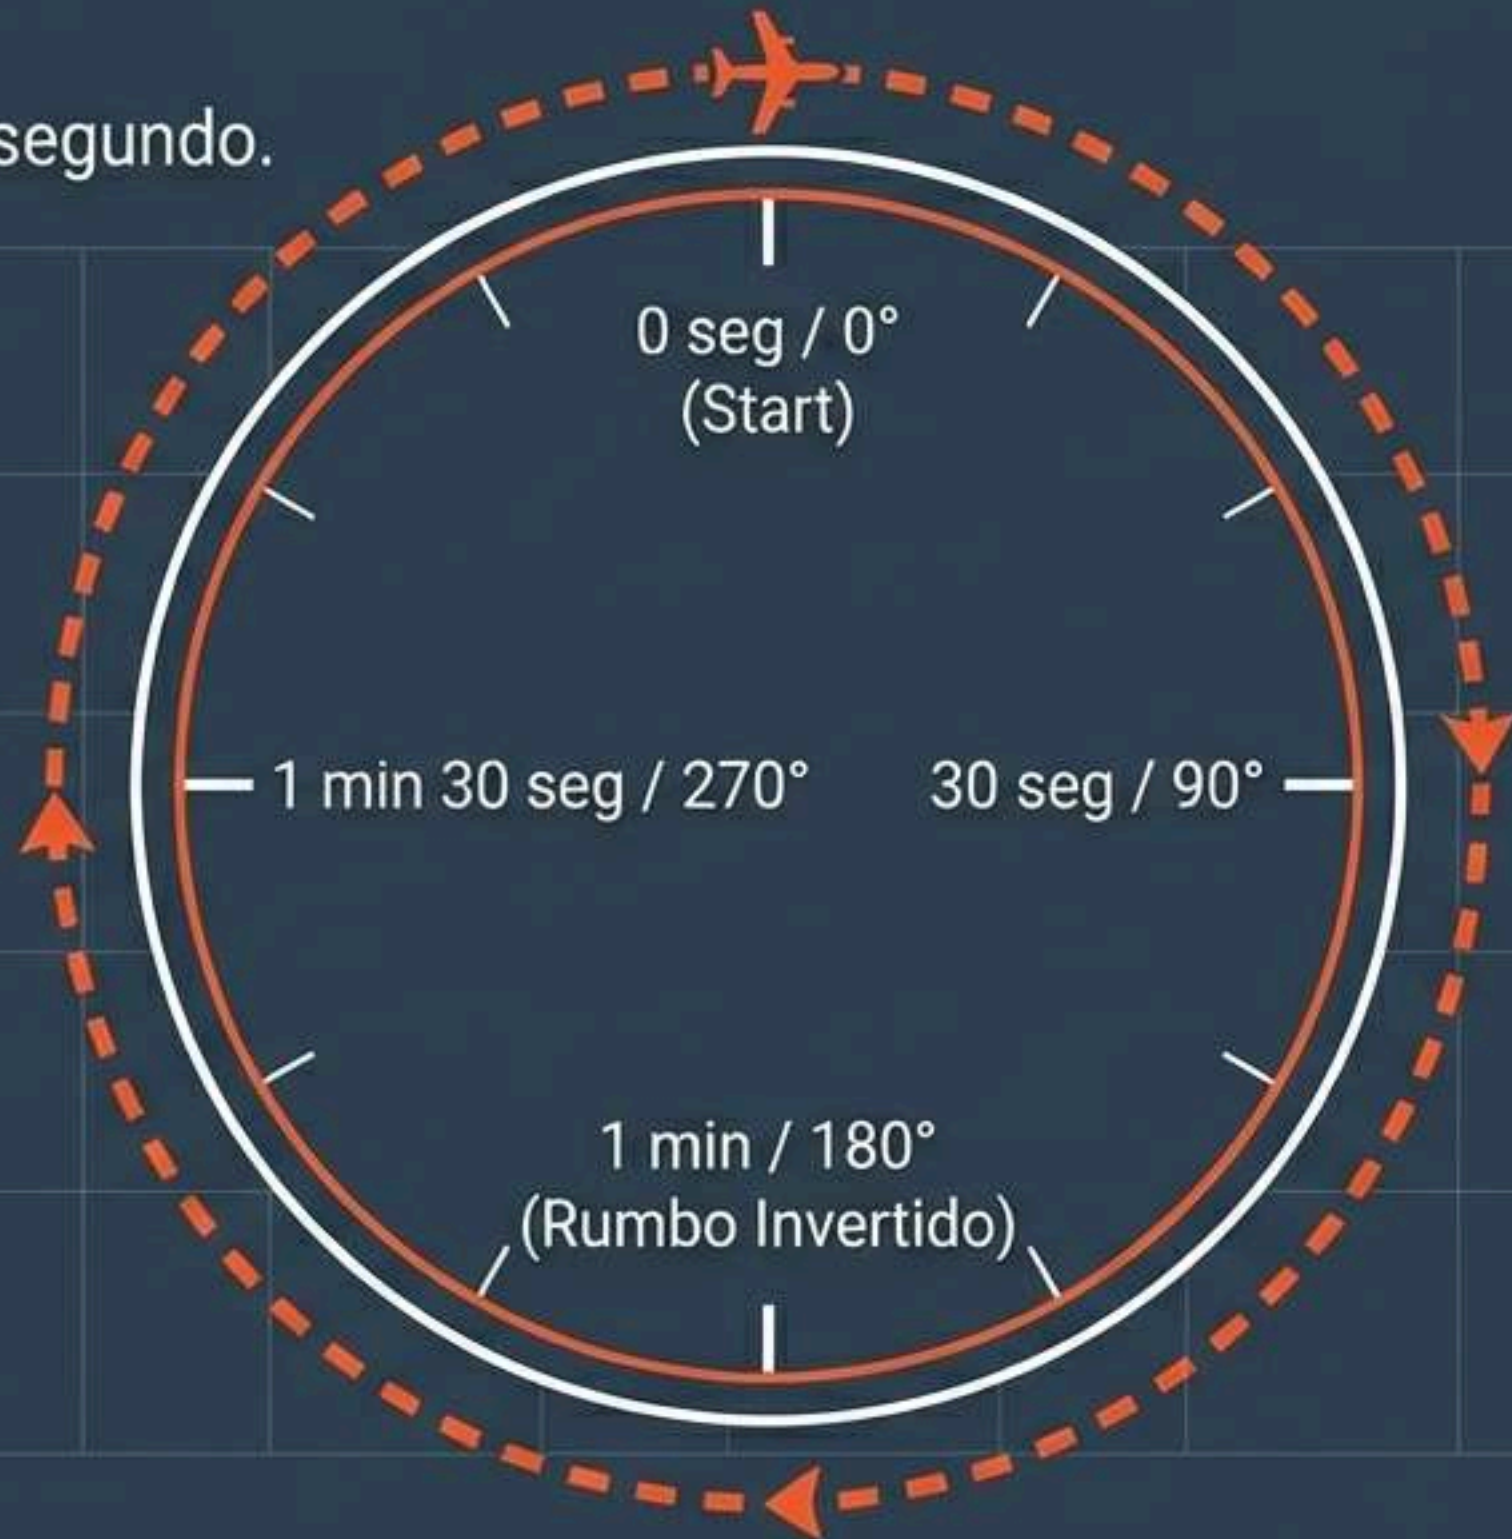 segundo.
0 seg / 0°
(Start)
1 min 30 seg / 270°
30 seg / 90°
1 min / 180°
(Rumbo Invertido)